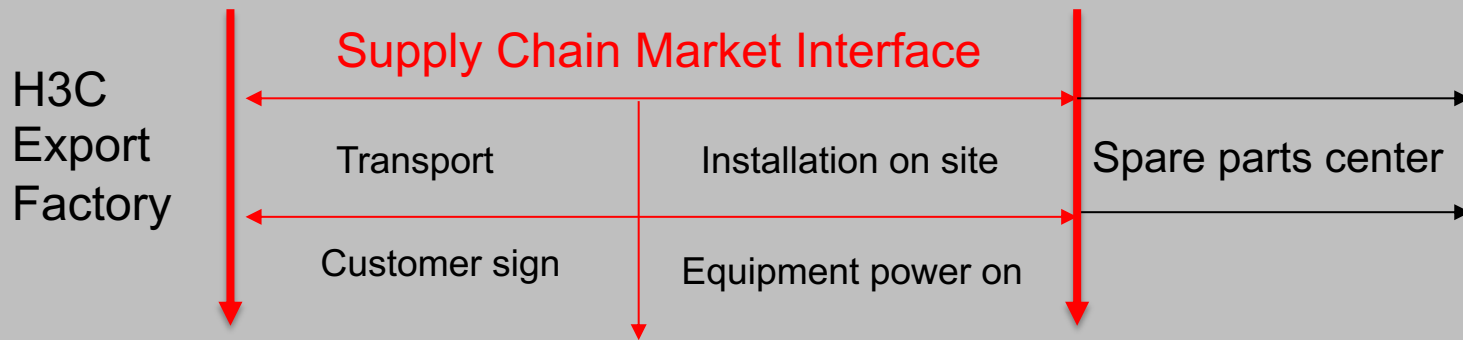 Supply Chain Market Interface
H3C
Export
Factory
Transport
Installation on site
Spare parts center
Customer sign
Equipment power on